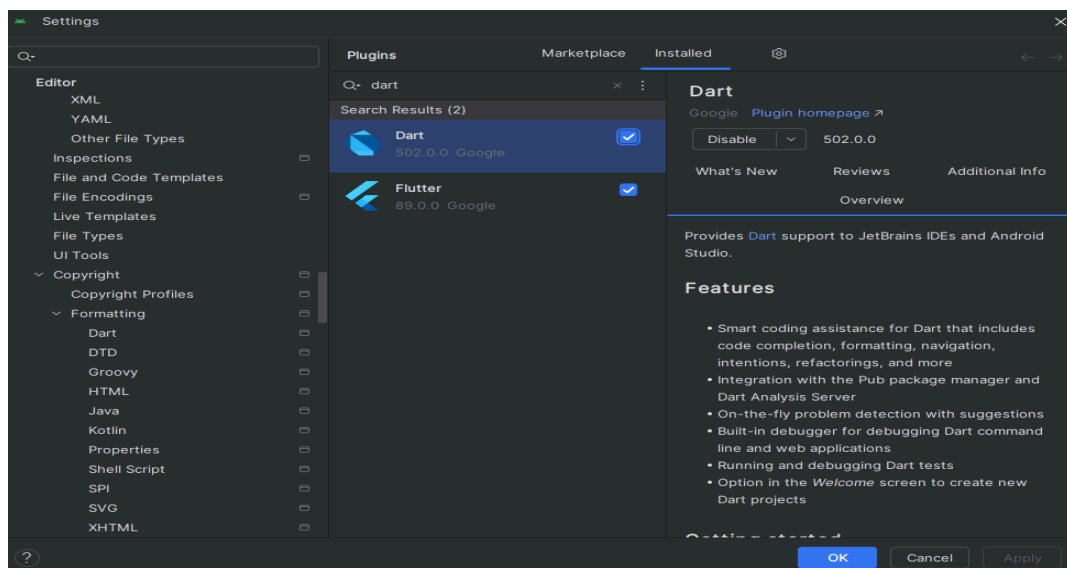 Settings
Editor
XML
YAML
Other File Types
Inspections
File and Code Templates
File Encodings
Live Templates
File Types
UI Tools
Copyright
Copyright Profiles
Formatting
Dart
DTD
Groovy
HTML
Java
Kotlin
Properties
Shell Script
SPI
SVG
XHTML
Plugins
Marketplace
Installed
dart
Search Results (2)
Dart
502.0.0 Google
Flutter
89.0.0 Google
Dart
Google Plugin homepage ↗
Disable 502.0.0
What's New Reviews Additional Info
Overview
Provides Dart support to JetBrains IDEs and Android
Studio.
Features
• Smart coding assistance for Dart that includes
code completion, formatting, navigation,
intentions, refactorings, and more
• Integration with the Pub package manager and
Dart Analysis Server
• On-the-fly problem detection with suggestions
• Built-in debugger for debugging Dart command
line and web applications
• Running and debugging Dart tests
• Option in the Welcome screen to create new
Dart projects
?
OK Cancel Apply